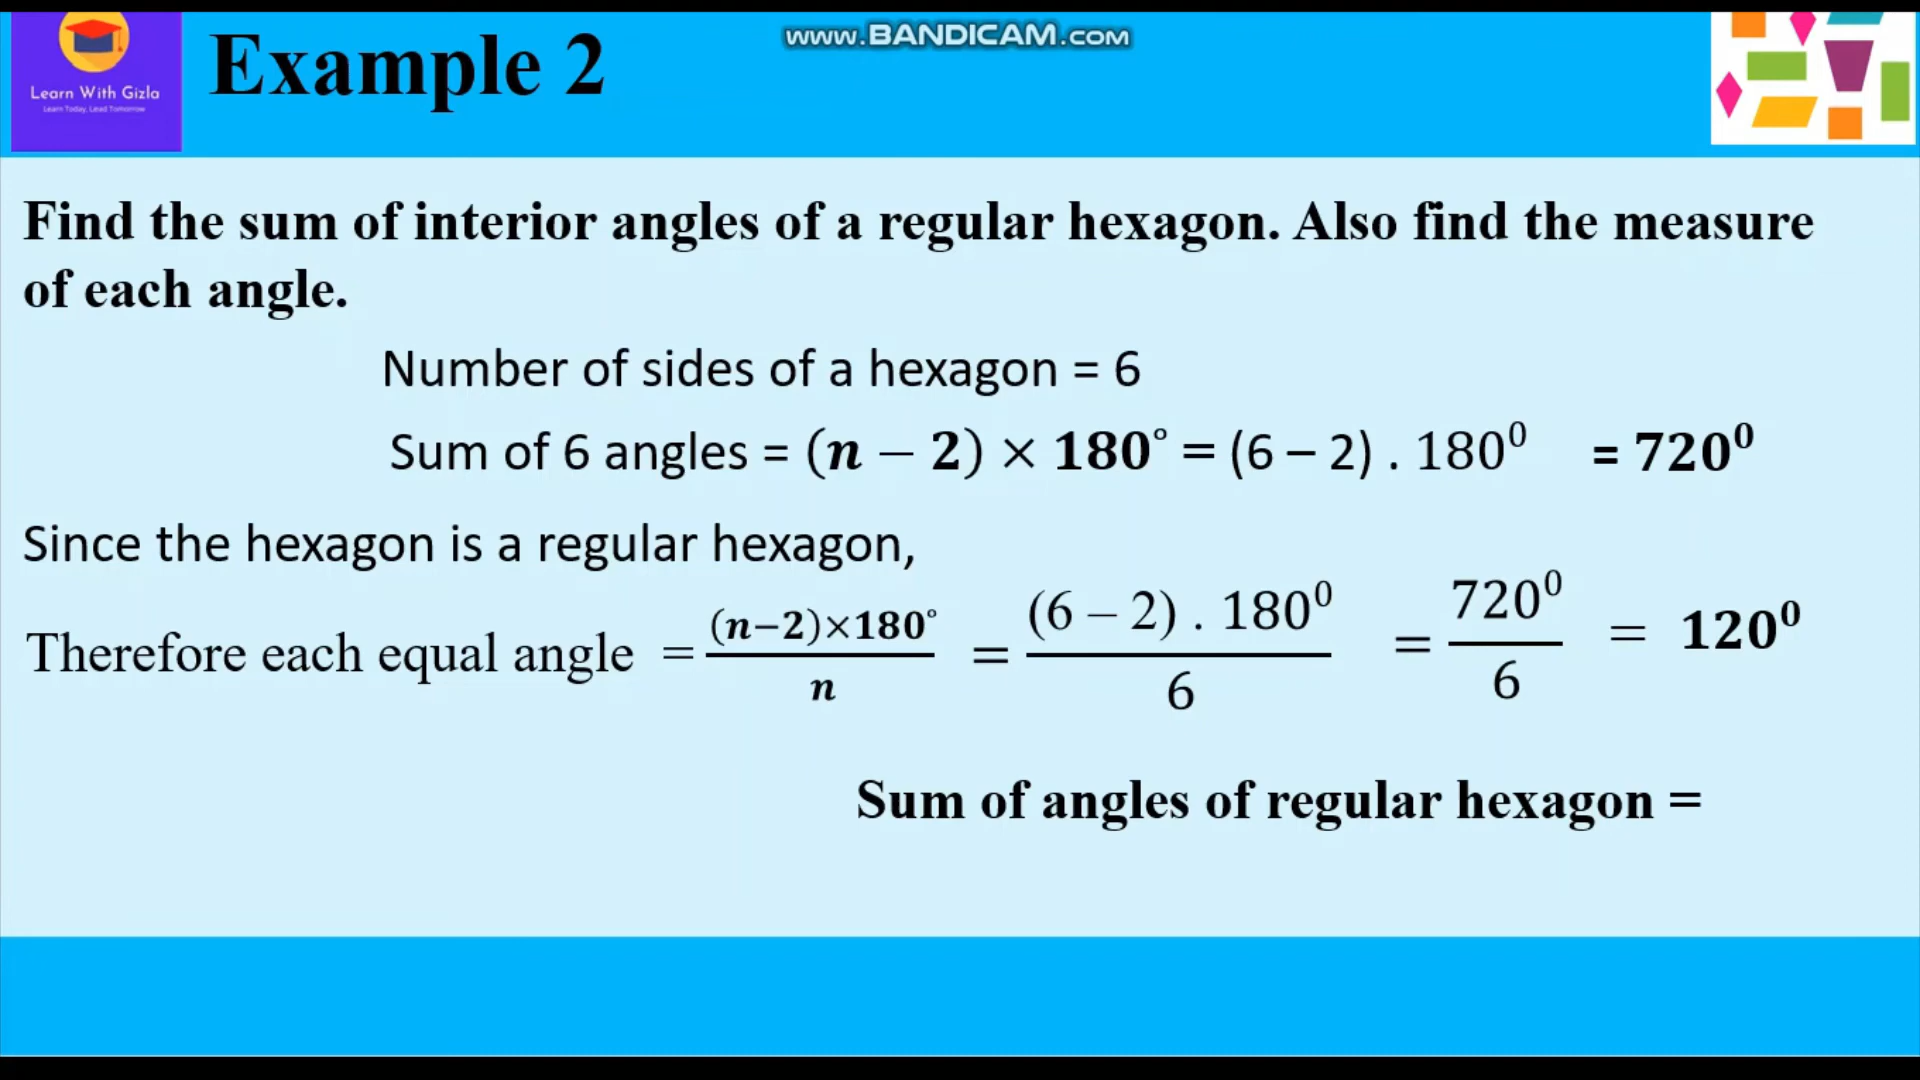 www.BANDICAM.com
Learn With Gizla
Learn Today, Lead Tomorrow
Example 2
Find the sum of interior angles of a regular hexagon. Also find the measure
of each angle.
Number of sides of a hexagon = 6
Sum of 6 angles = (n − 2) × 180° = (6 – 2) . 180⁰ = 720⁰
Since the hexagon is a regular hexagon,
Therefore each equal angle = (n−2)×180°/n = (6 – 2) . 180⁰/6 = 720⁰/6 = 120⁰
Sum of angles of regular hexagon =